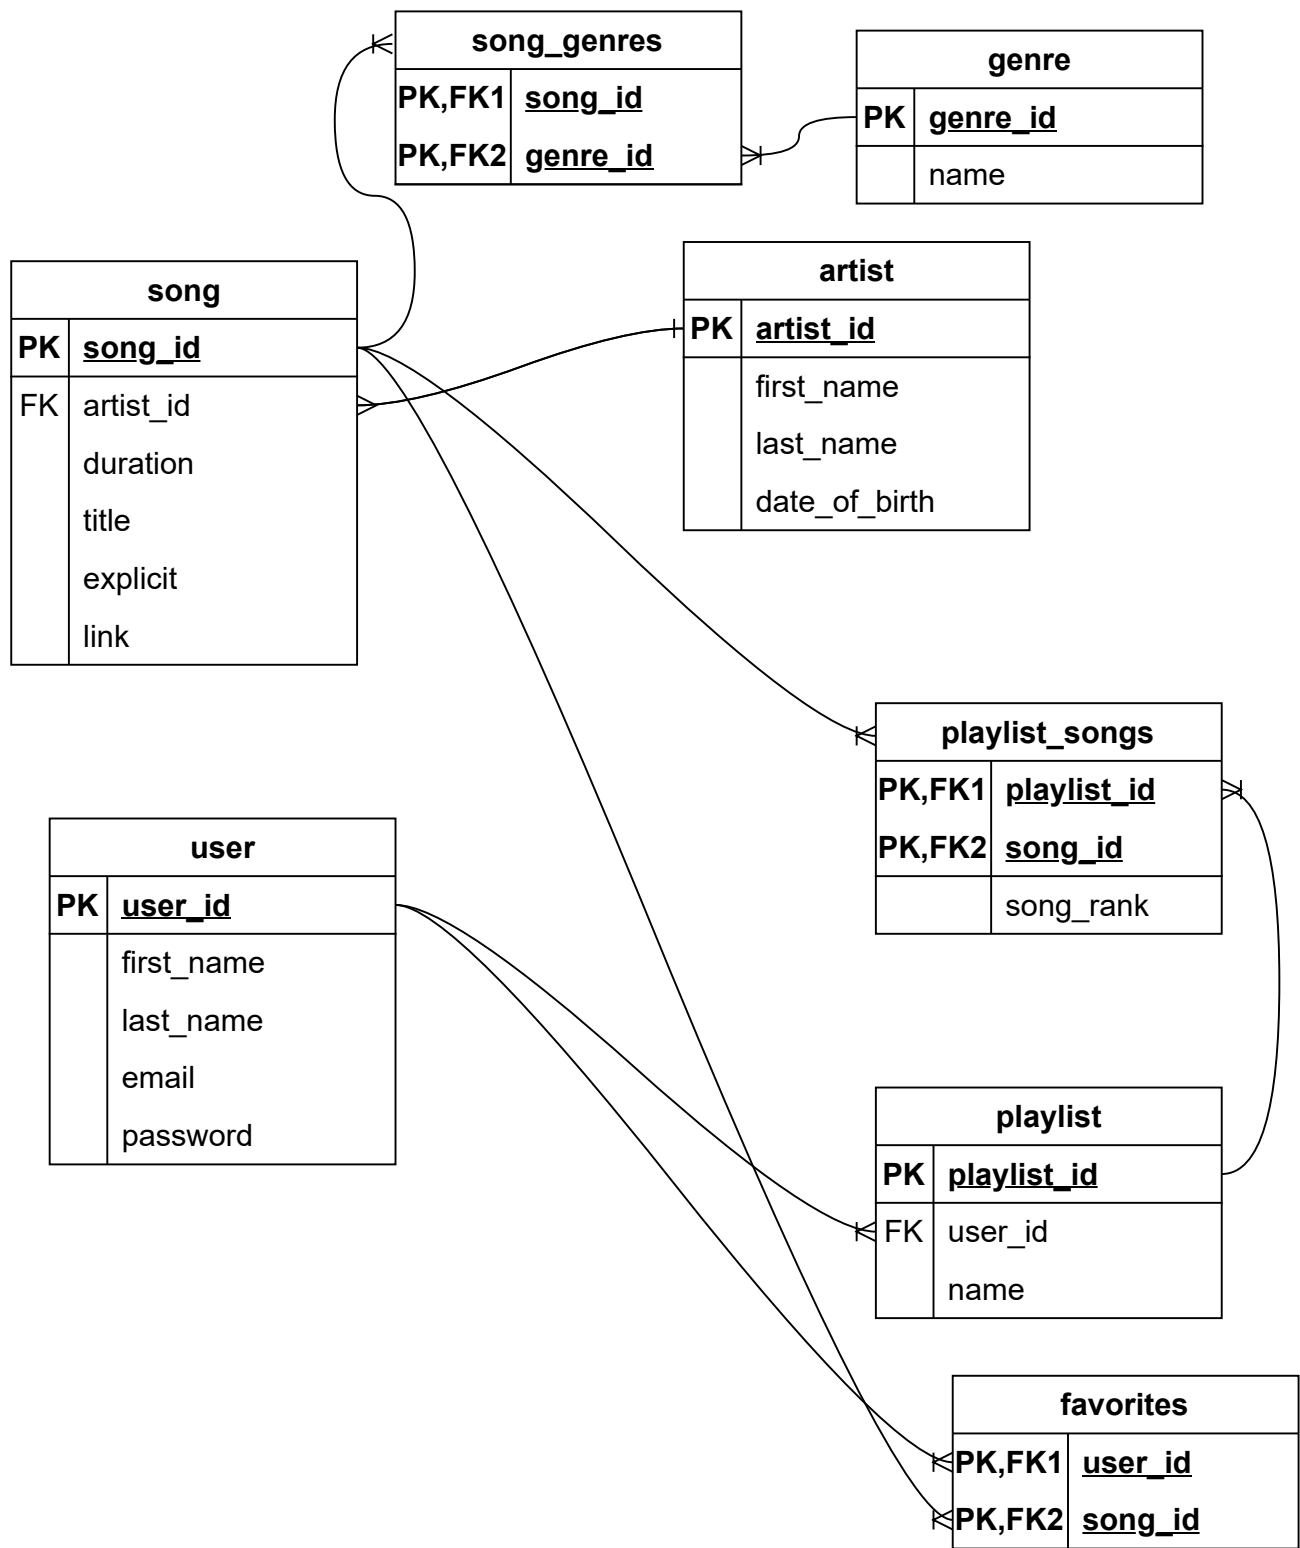 song_genres
PK,FK1 song_id
PK,FK2 genre_id
genre
PK genre_id
name
song
PK song_id
FK artist_id
duration
title
explicit
link
artist
PK artist_id
first_name
last_name
date_of_birth
playlist_songs
PK,FK1 playlist_id
PK,FK2 song_id
song_rank
user
PK user_id
first_name
last_name
email
password
playlist
PK playlist_id
FK user_id
name
favorites
PK,FK1 user_id
PK,FK2 song_id